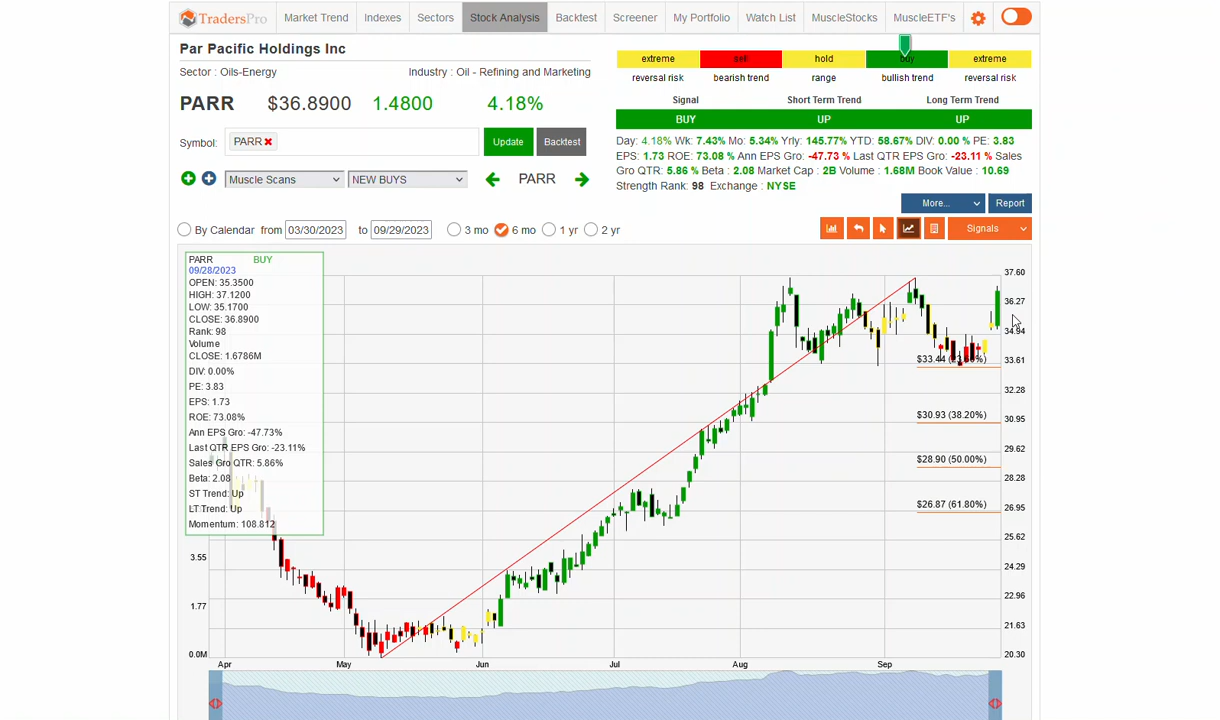 TradersPro
Market Trend
Indexes
Sectors
Stock Analysis
Backtest
Screener
My Portfolio
Watch List
MuscleStocks
MuscleETF's
Par Pacific Holdings Inc
Sector : Oils-Energy
Industry : Oil - Refining and Marketing
PARR
$36.8900
1.4800
4.18%
extreme
sell
hold
buy
extreme
reversal risk
bearish trend
range
bullish trend
reversal risk
Signal
Short Term Trend
Long Term Trend
BUY
UP
UP
Symbol:
PARR
Update
Backtest
Day: 4.18% Wk: 7.43% Mo: 5.34% Yrly: 145.77% YTD: 58.67% DIV: 0.00 % PE: 3.83
EPS: 1.73 ROE: 73.08 % Ann EPS Gro: -47.73 % Last QTR EPS Gro: -23.11 % Sales
Gro QTR: 5.86 % Beta : 2.08 Market Cap : 2B Volume : 1.68M Book Value : 10.69
Strength Rank: 98 Exchange : NYSE
Muscle Scans
NEW BUYS
PARR
More...
Report
By Calendar from 03/30/2023 to 09/29/2023
3 mo
6 mo
1 yr
2 yr
Signals
PARR BUY
09/28/2023
OPEN: 35.3500
HIGH: 37.1200
LOW: 35.1700
CLOSE: 36.8900
Rank: 98
Volume
CLOSE: 1.6786M
DIV: 0.00%
PE: 3.83
EPS: 1.73
ROE: 73.08%
Ann EPS Gro: -47.73%
Last QTR EPS Gro: -23.11%
Sales Gro QTR: 5.86%
Beta: 2.08
ST Trend: Up
LT Trend: Up
Momentum: 108.812
3.55
1.77
0.0M
37.60
36.27
34.94
33.61
32.28
30.95
29.62
28.28
26.95
25.62
24.29
22.96
21.63
20.30
$33.44 (23.60%)
$30.93 (38.20%)
$28.90 (50.00%)
$26.87 (61.80%)
Apr
May
Jun
Jul
Aug
Sep